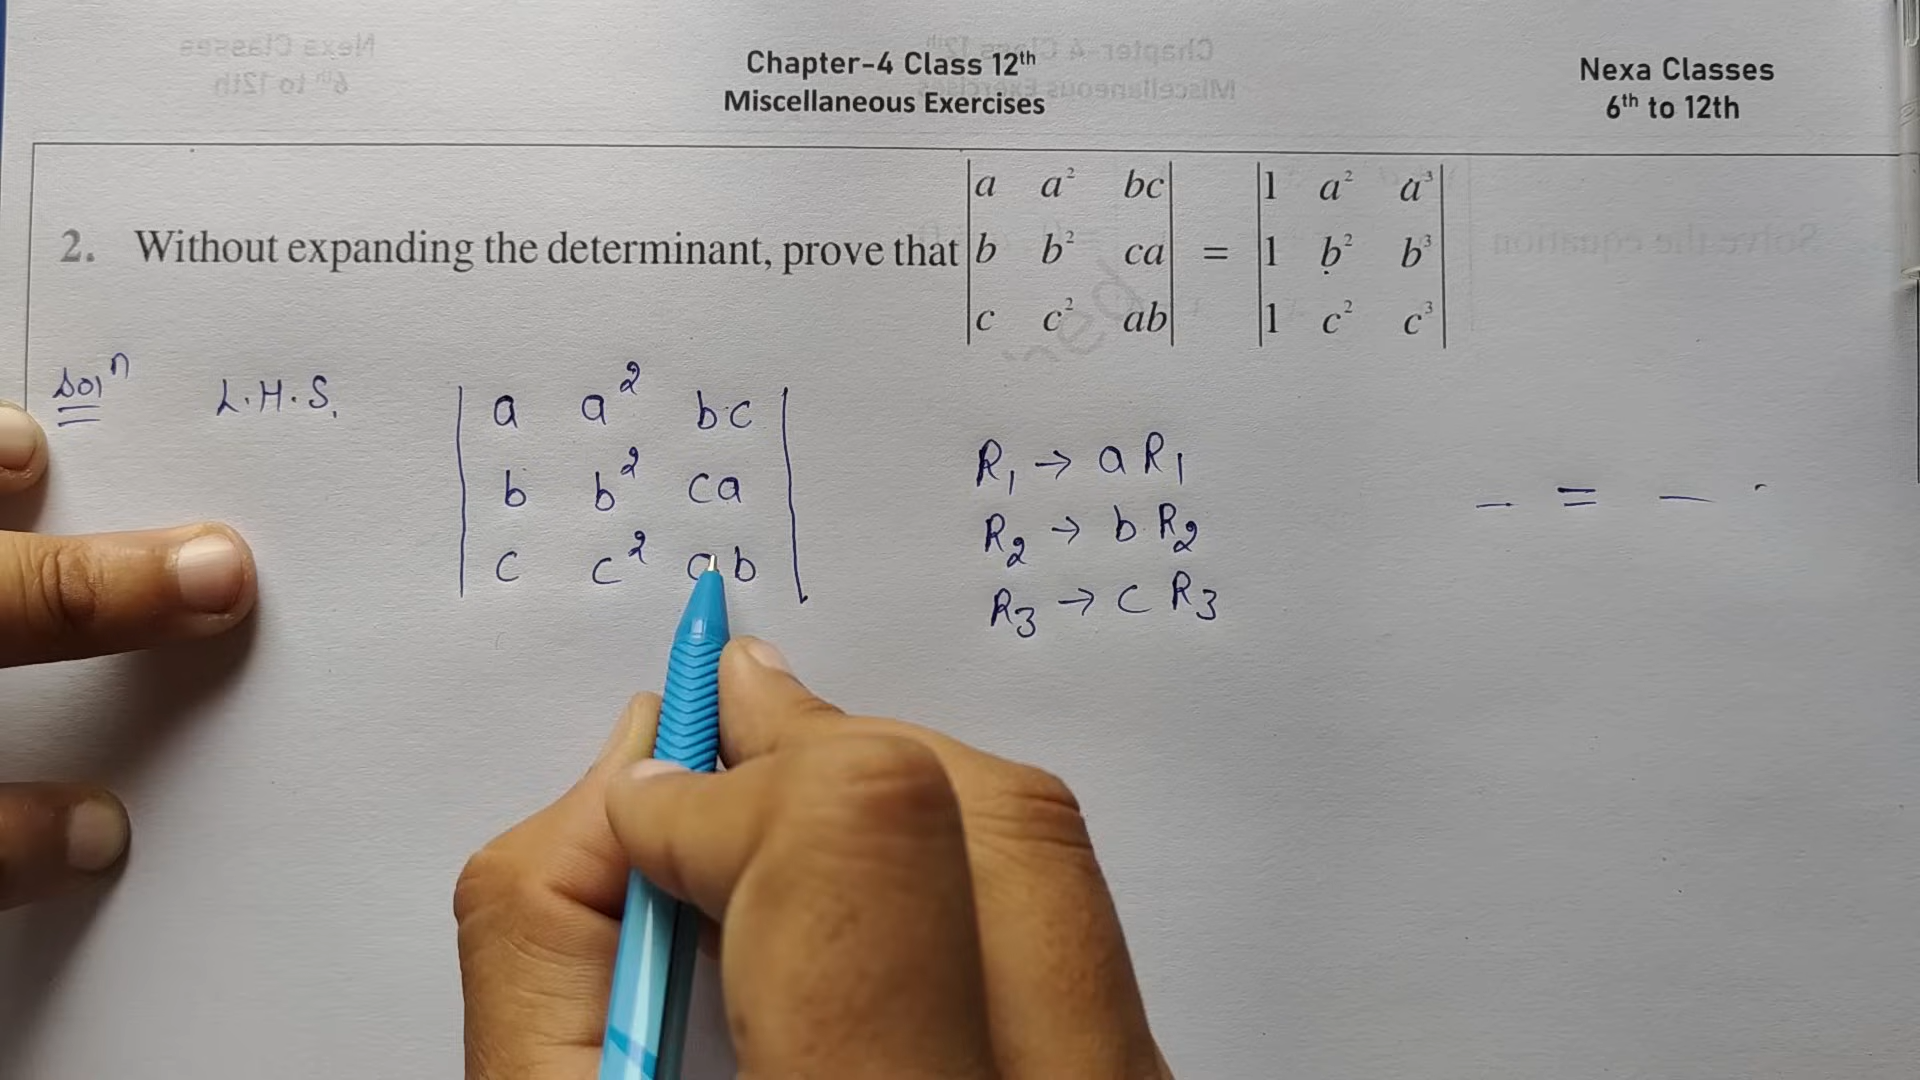 Chapter-4 Class 12th
Miscellaneous Exercises
Nexa Classes
6th to 12th
2. Without expanding the determinant, prove that |a a² bc| = |1 a² a³|
|b b² ca| = |1 b² b³|
|c c² ab| |1 c² c³|
Solⁿ L.H.S. |a a² bc|
|b b² ca|
|c c² ab|
R₁ → a R₁
R₂ → b R₂
R₃ → c R₃
— = —